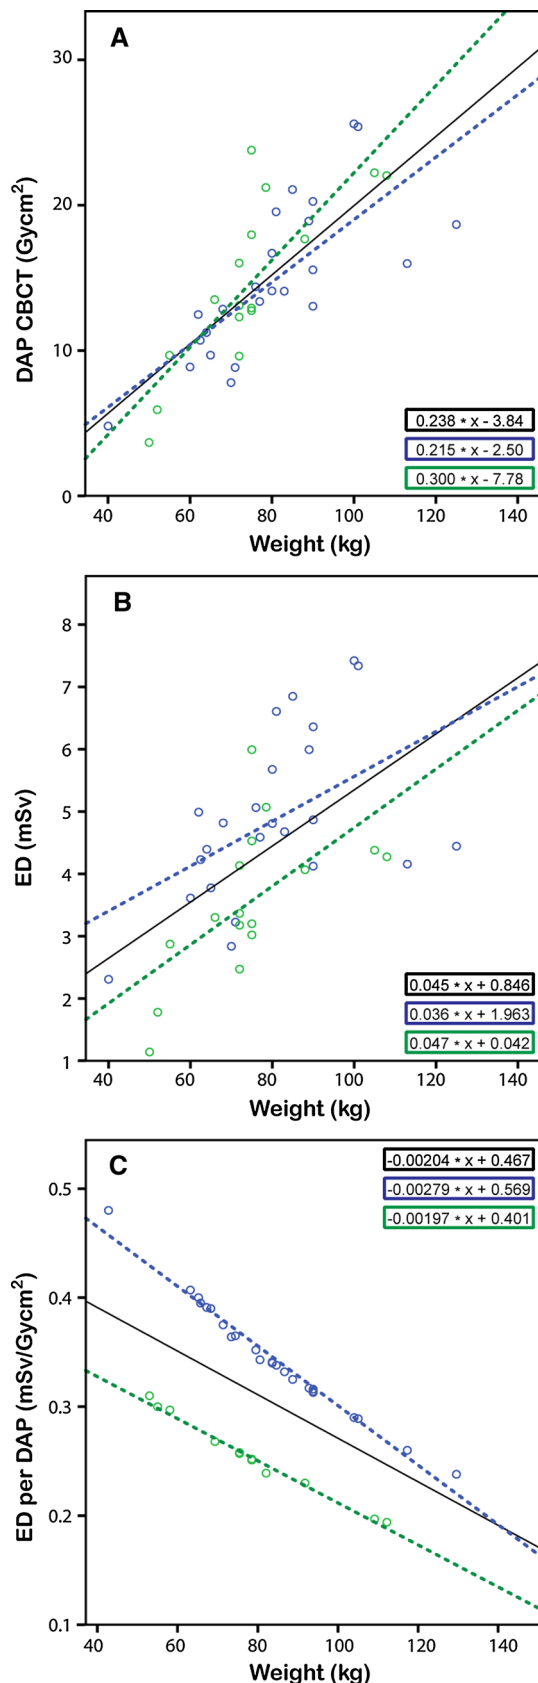 A
30
20
10
0
DAP CBCT (Gycm2)
0.238 * x - 3.84
0.215 * x - 2.50
0.300 * x - 7.78
40 60 80 100 120 140
Weight (kg)
B
8
7
6
5
4
3
2
1
ED (mSv)
0.045 * x + 0.846
0.036 * x + 1.963
0.047 * x + 0.042
40 60 80 100 120 140
Weight (kg)
C
-0.00204 * x + 0.467
-0.00279 * x + 0.569
-0.00197 * x + 0.401
0.5
0.4
0.3
0.2
0.1
ED per DAP (mSv/Gycm2)
40 60 80 100 120 140
Weight (kg)